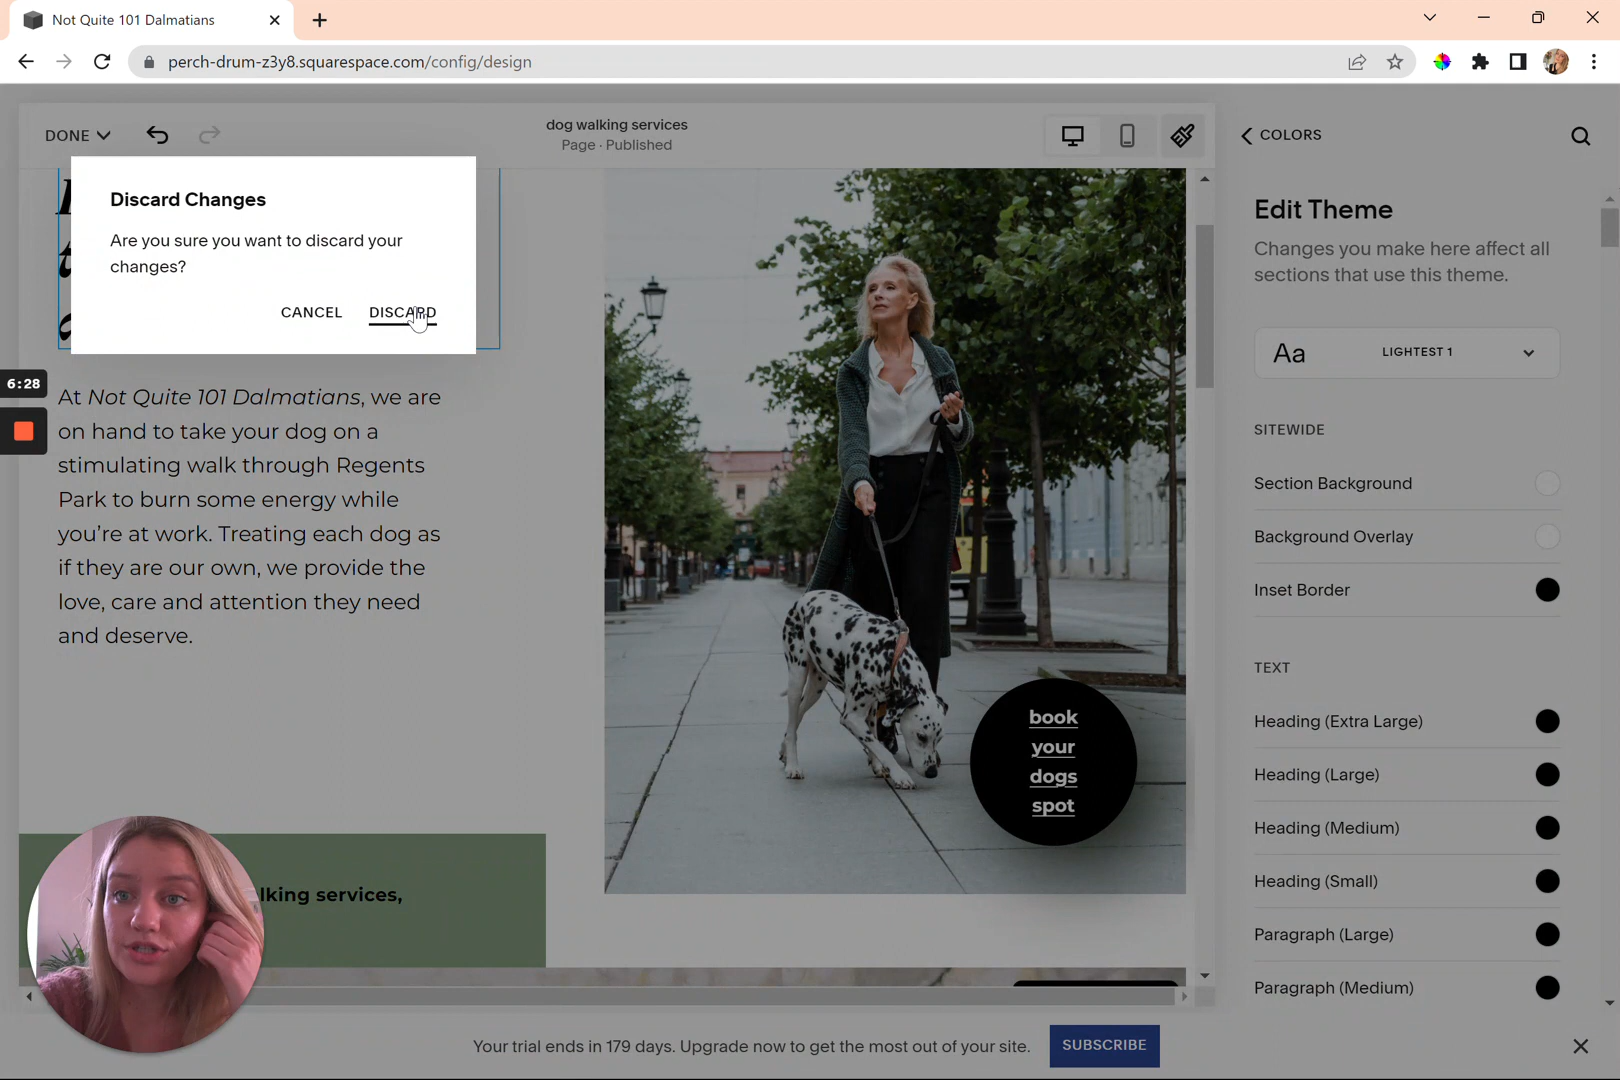 Not Quite 101 Dalmatians
perch-drum-z3y8.squarespace.com/config/design
DONE
dog walking services
Page · Published
COLORS
Discard Changes
Are you sure you want to discard your
changes?
CANCEL DISCARD
6:28
At Not Quite 101 Dalmatians, we are
on hand to take your dog on a
stimulating walk through Regents
Park to burn some energy while
you're at work. Treating each dog as
if they are our own, we provide the
love, care and attention they need
and deserve.
book
your
dogs
spot
lking services,
Edit Theme
Changes you make here affect all
sections that use this theme.
Aa LIGHTEST 1
SITEWIDE
Section Background
Background Overlay
Inset Border
TEXT
Heading (Extra Large)
Heading (Large)
Heading (Medium)
Heading (Small)
Paragraph (Large)
Paragraph (Medium)
Your trial ends in 179 days. Upgrade now to get the most out of your site. SUBSCRIBE